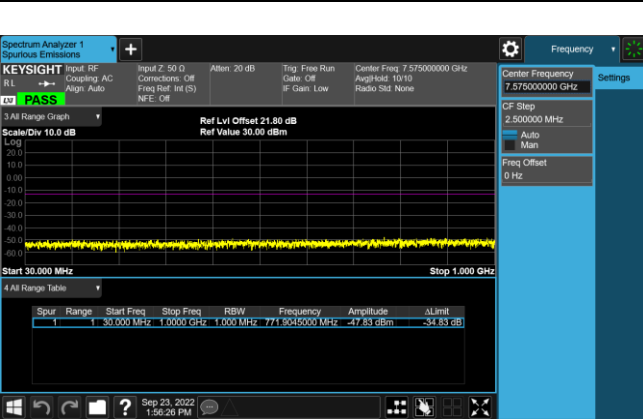 Spectrum Analyzer 1
Spurious Emissions
Frequency
KEYSIGHT
Input: RF
Input Z: 50 Ω
Atten: 20 dB
Trig: Free Run
Center Freq: 7.575000000 GHz
RL
Coupling: AC
Corrections: Off
Gate: Off
Avg|Hold: 10/10
Align: Auto
Freq Ref: Int (S)
IF Gain: Low
Radio Std: None
NFE: Off
LXI
PASS
Center Frequency
7.575000000 GHz
Settings
CF Step
2.500000 MHz
Auto
Man
Freq Offset
0 Hz
3 All Range Graph
Ref Lvl Offset 21.80 dB
Scale/Div 10.0 dB
Ref Value 30.00 dBm
Log
20.0
10.0
0.00
-10.0
-20.0
-30.0
-40.0
-50.0
-60.0
Start 30.000 MHz
Stop 1.000 GHz
4 All Range Table
Spur Range Start Freq Stop Freq RBW Frequency Amplitude ΔLimit
1 1 30.000 MHz 1.0000 GHz 1.000 MHz 771.9045000 MHz -47.83 dBm -34.83 dB
Sep 23, 2022
1:56:26 PM